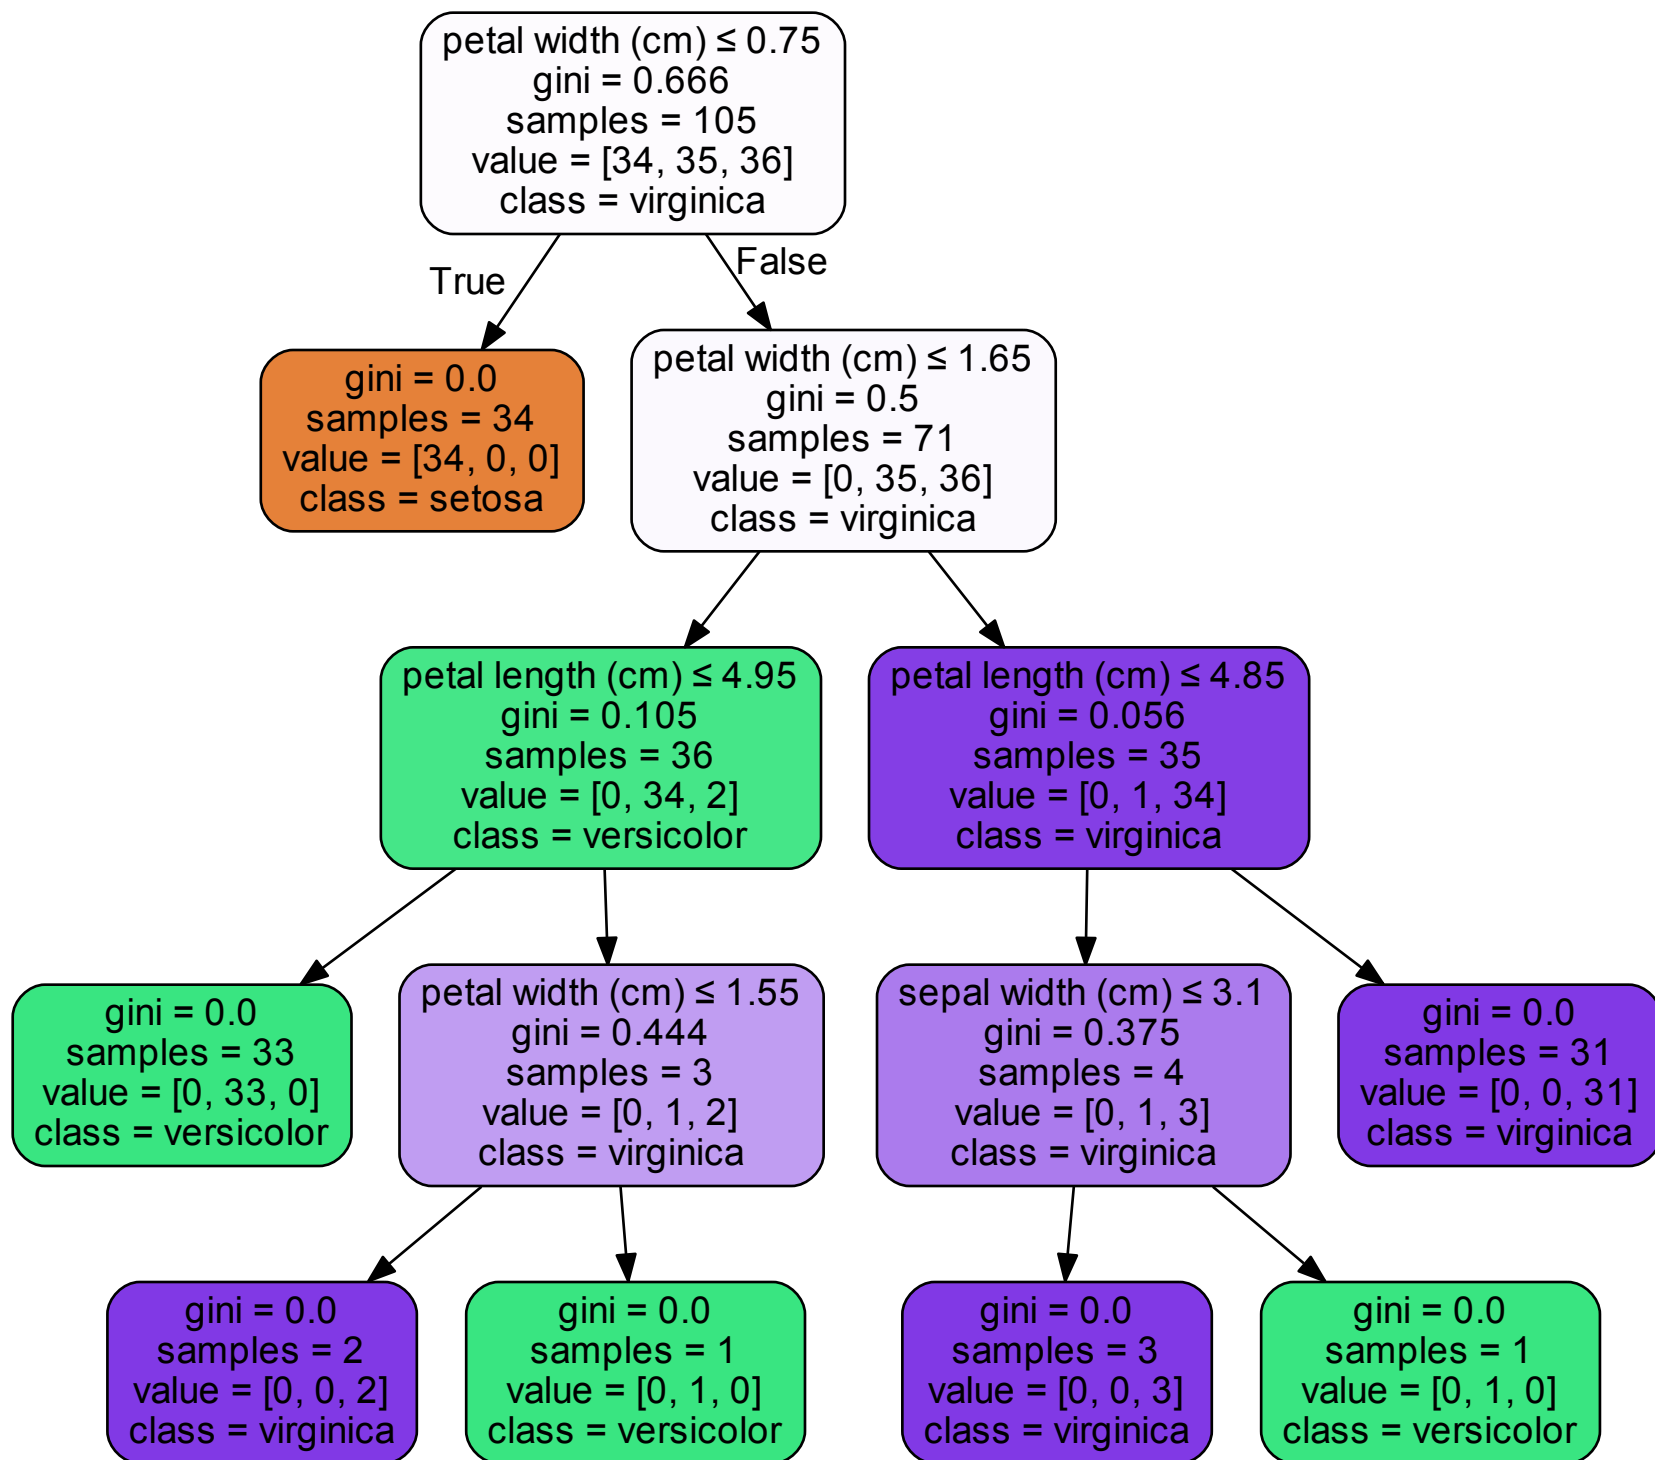 petal width (cm) ≤ 0.75
gini = 0.666
samples = 105
value = [34, 35, 36]
class = virginica
True
False
gini = 0.0
samples = 34
value = [34, 0, 0]
class = setosa
petal width (cm) ≤ 1.65
gini = 0.5
samples = 71
value = [0, 35, 36]
class = virginica
petal length (cm) ≤ 4.95
gini = 0.105
samples = 36
value = [0, 34, 2]
class = versicolor
petal length (cm) ≤ 4.85
gini = 0.056
samples = 35
value = [0, 1, 34]
class = virginica
gini = 0.0
samples = 33
value = [0, 33, 0]
class = versicolor
petal width (cm) ≤ 1.55
gini = 0.444
samples = 3
value = [0, 1, 2]
class = virginica
sepal width (cm) ≤ 3.1
gini = 0.375
samples = 4
value = [0, 1, 3]
class = virginica
gini = 0.0
samples = 31
value = [0, 0, 31]
class = virginica
gini = 0.0
samples = 2
value = [0, 0, 2]
class = virginica
gini = 0.0
samples = 1
value = [0, 1, 0]
class = versicolor
gini = 0.0
samples = 3
value = [0, 0, 3]
class = virginica
gini = 0.0
samples = 1
value = [0, 1, 0]
class = versicolor